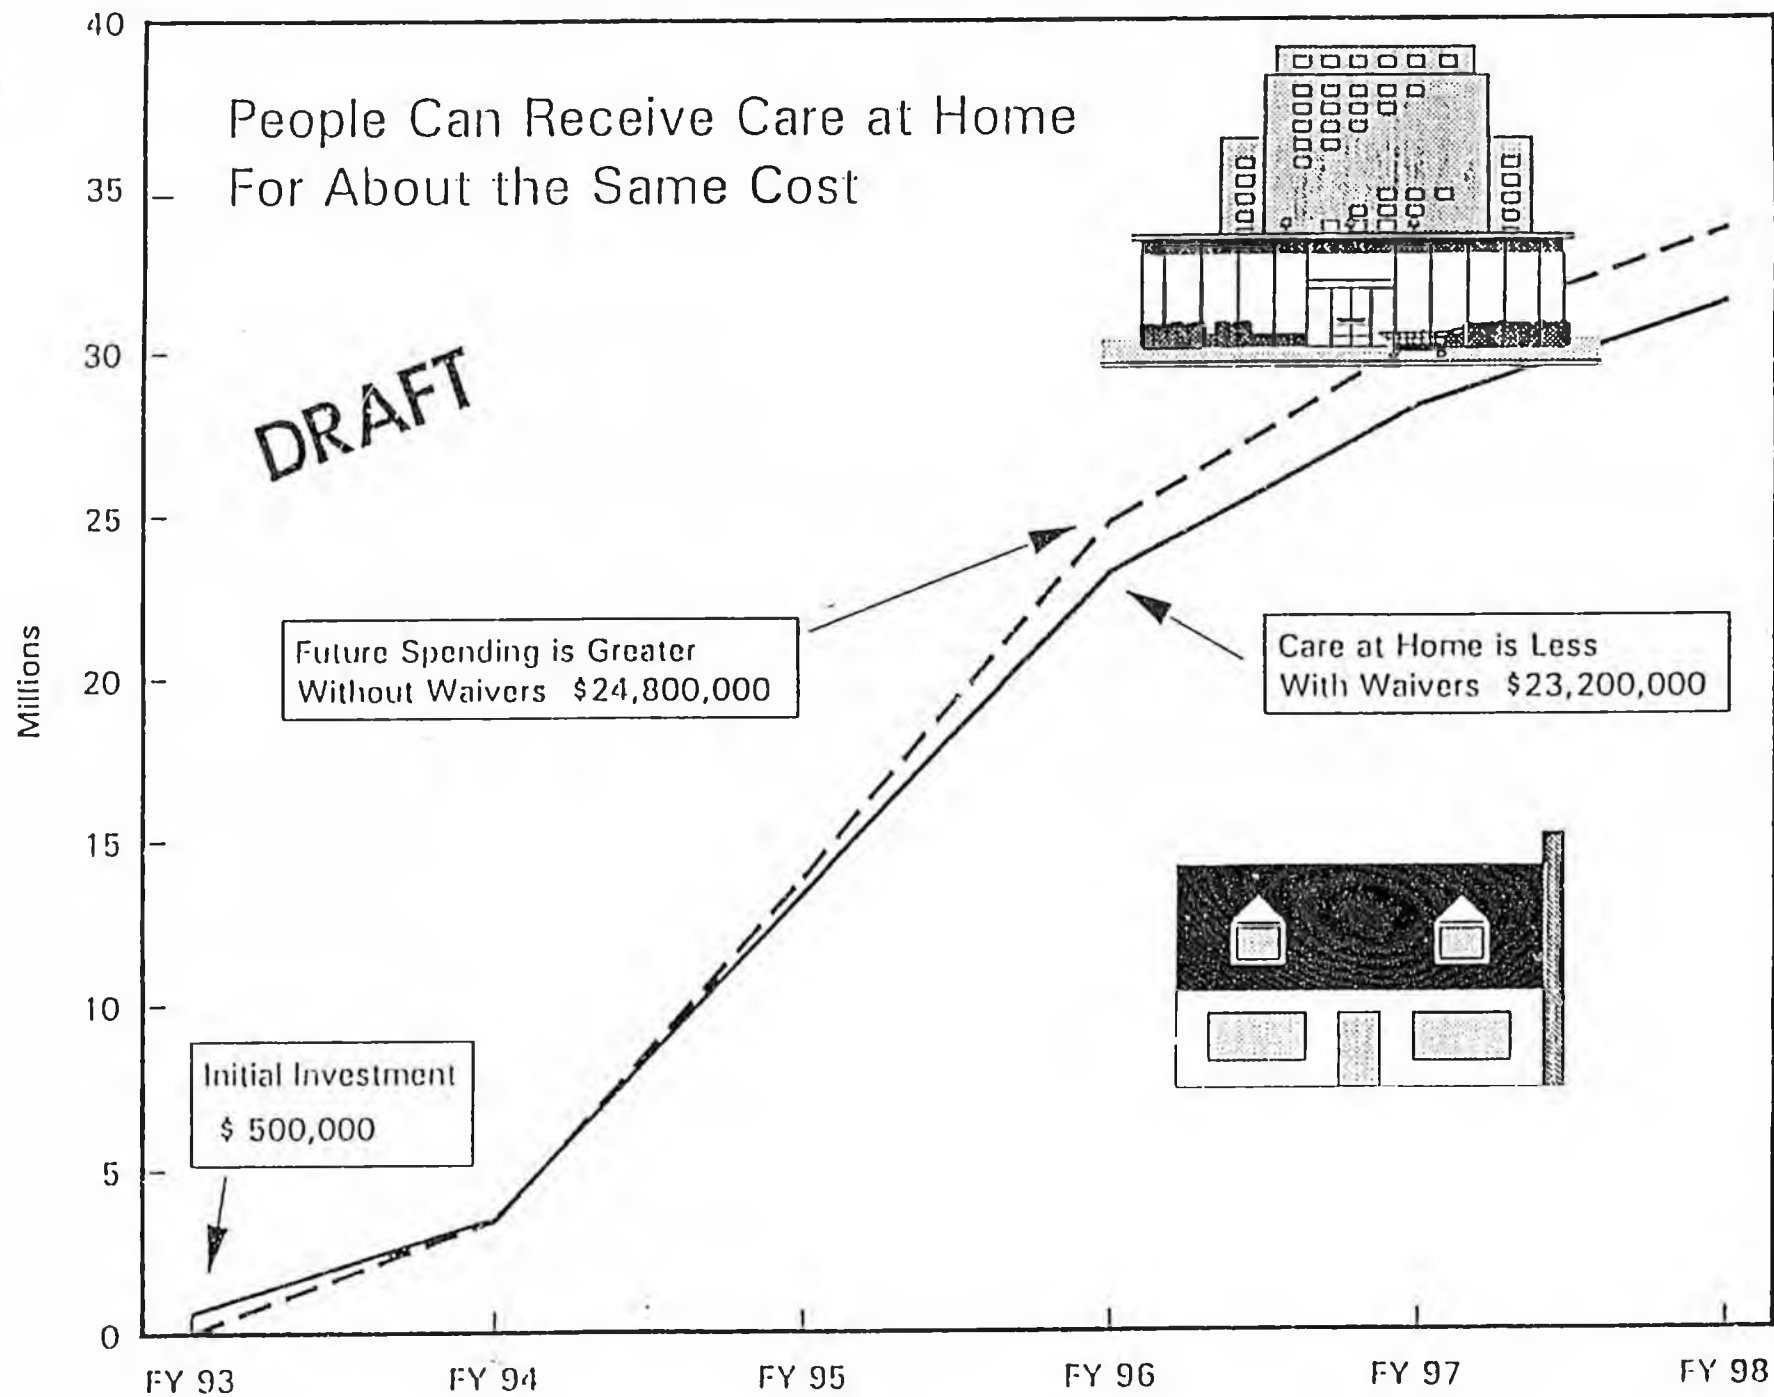 People Can Receive Care at Home
For About the Same Cost
DRAFT
Millions
40
35
30
25
20
15
10
5
0
Future Spending is Greater
Without Waivers $24,800,000
Care at Home is Less
With Waivers $23,200,000
Initial Investment
$ 500,000
FY 93
FY 94
FY 95
FY 96
FY 97
FY 98